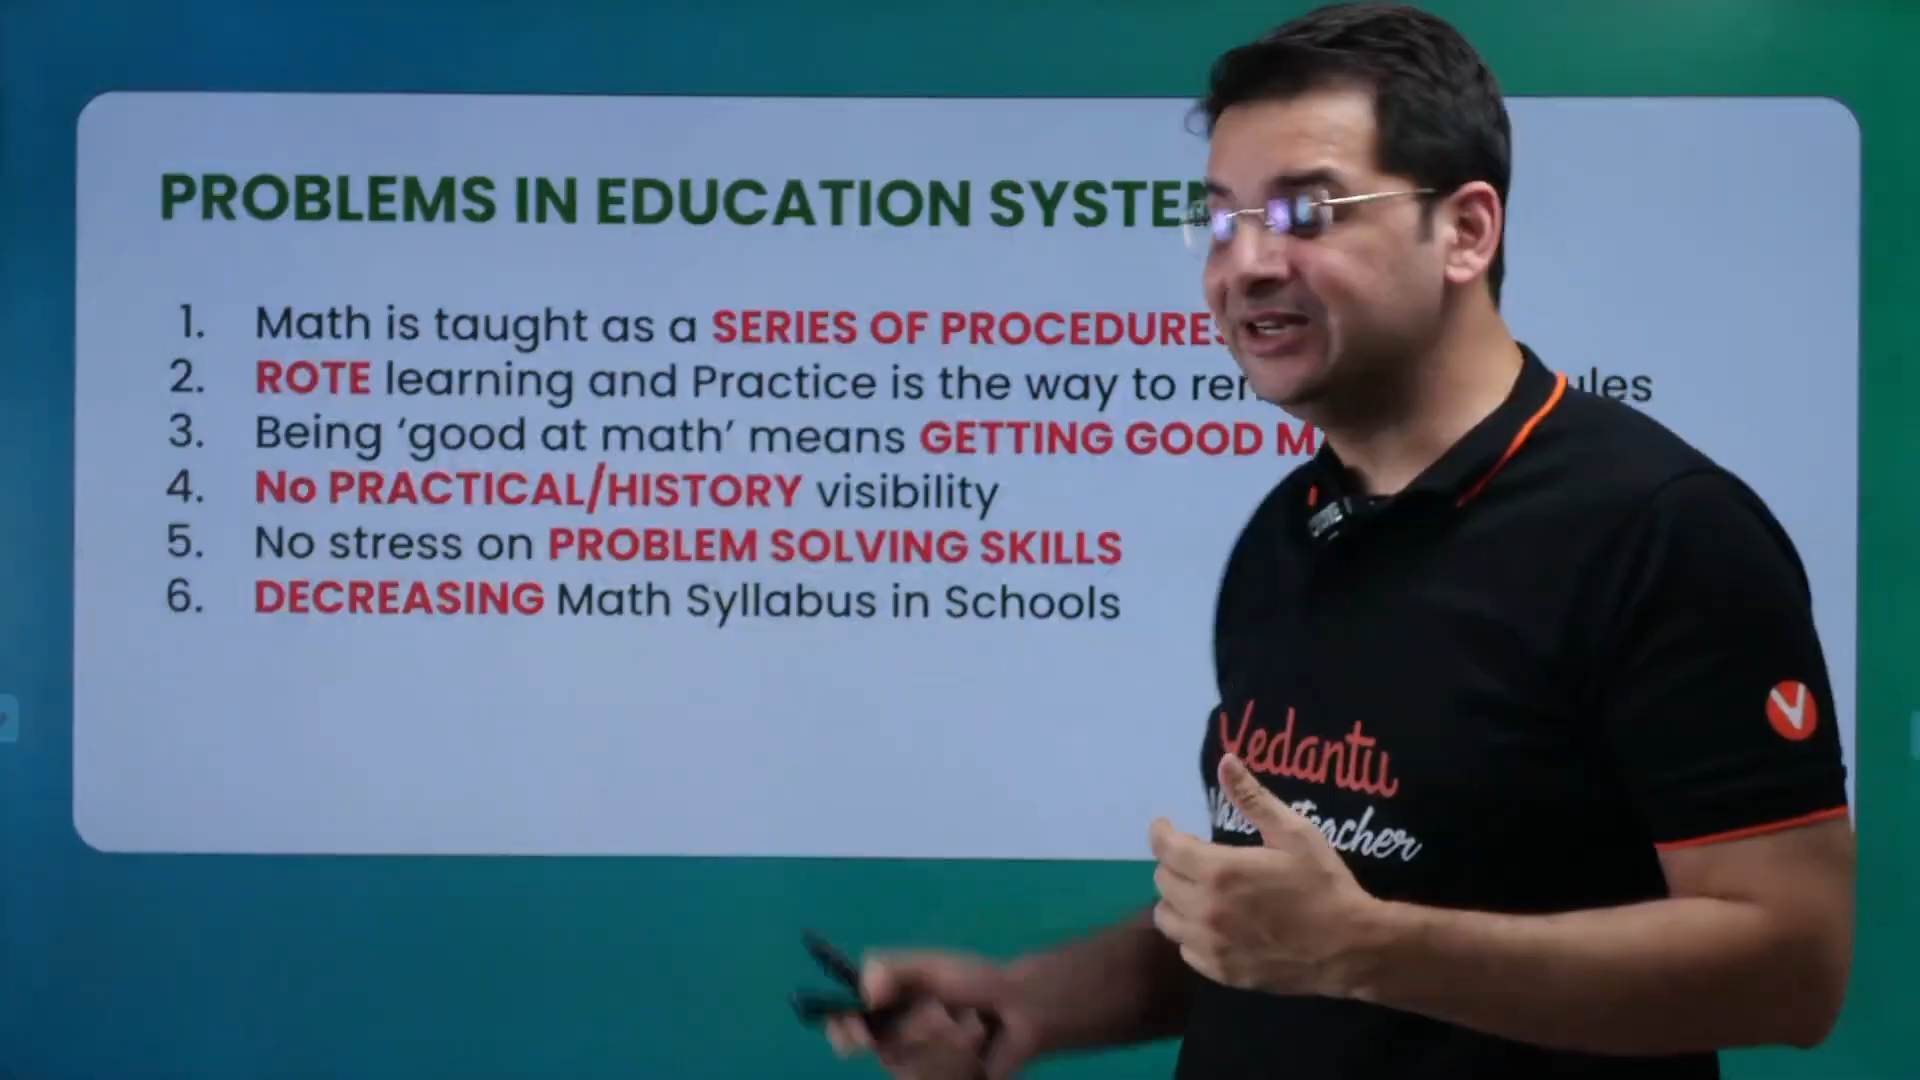 PROBLEMS IN EDUCATION SYSTEM
1. Math is taught as a SERIES OF PROCEDURES
2. ROTE learning and Practice is the way to
3. Being ‘good at math’ means GETTING GOOD
4. No PRACTICAL/HISTORY visibility
5. No stress on PROBLEM SOLVING SKILLS
6. DECREASING Math Syllabus in Schools
V
Vedantu